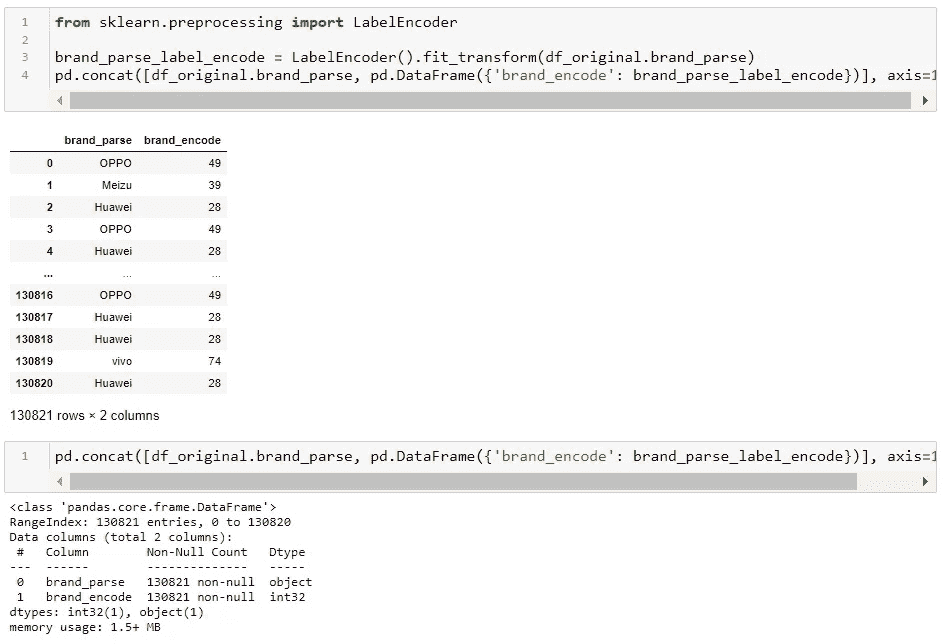 1 from sklearn.preprocessing import LabelEncoder
2
3 brand_parse_label_encode = LabelEncoder().fit_transform(df_original.brand_parse)
4 pd.concat([df_original.brand_parse, pd.DataFrame({'brand_encode': brand_parse_label_encode})], axis=1
brand_parse brand_encode
0 OPPO 49
1 Meizu 39
2 Huawei 28
3 OPPO 49
4 Huawei 28
... ... ...
130816 OPPO 49
130817 Huawei 28
130818 Huawei 28
130819 vivo 74
130820 Huawei 28
130821 rows × 2 columns
1 pd.concat([df_original.brand_parse, pd.DataFrame({'brand_encode': brand_parse_label_encode})], axis=1
<class 'pandas.core.frame.DataFrame'>
RangeIndex: 130821 entries, 0 to 130820
Data columns (total 2 columns):
# Column Non-Null Count Dtype
--- ------ -------------- -----
0 brand_parse 130821 non-null object
1 brand_encode 130821 non-null int32
dtypes: int32(1), object(1)
memory usage: 1.5+ MB